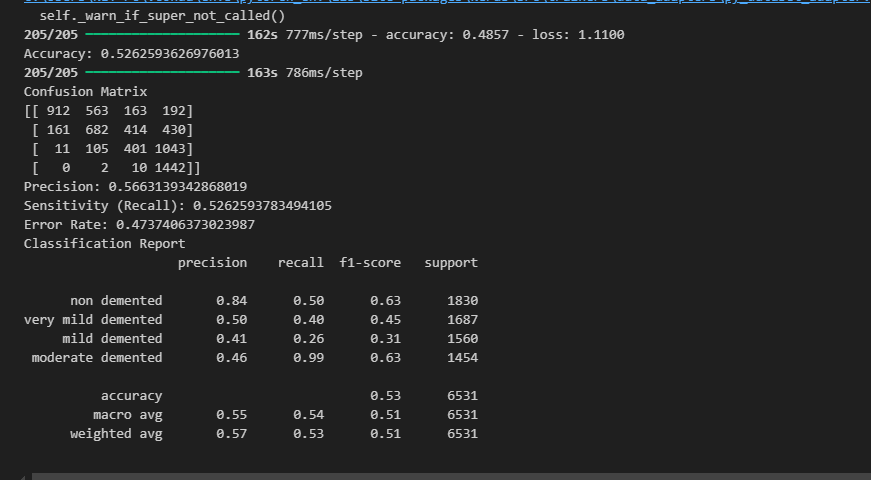 self._warn_if_super_not_called()
205/205 ━━━━━━━━━━━━━━━━━━━━ 162s 777ms/step - accuracy: 0.4857 - loss: 1.1100
Accuracy: 0.5262593626976013
205/205 ━━━━━━━━━━━━━━━━━━━━ 163s 786ms/step
Confusion Matrix
[[ 912  563  163  192]
 [ 161  682  414  430]
 [  11  105  401 1043]
 [   0    2   10 1442]]
Precision: 0.5663139342868019
Sensitivity (Recall): 0.5262593783494105
Error Rate: 0.4737406373023987
Classification Report
precision    recall  f1-score   support
non demented       0.84      0.50      0.63      1830
very mild demented       0.50      0.40      0.45      1687
mild demented       0.41      0.26      0.31      1560
moderate demented       0.46      0.99      0.63      1454
accuracy                           0.53      6531
macro avg       0.55      0.54      0.51      6531
weighted avg       0.57      0.53      0.51      6531